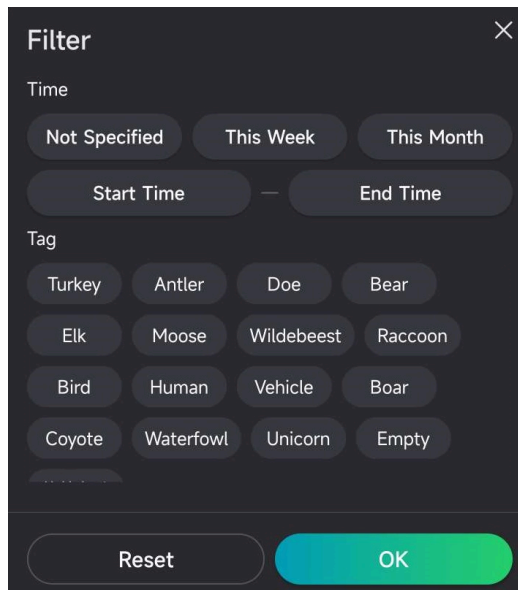 Filter
Time
Not Specified This Week This Month
Start Time — End Time
Tag
Turkey Antler Doe Bear
Elk Moose Wildebeest Raccoon
Bird Human Vehicle Boar
Coyote Waterfowl Unicorn Empty
Reset OK